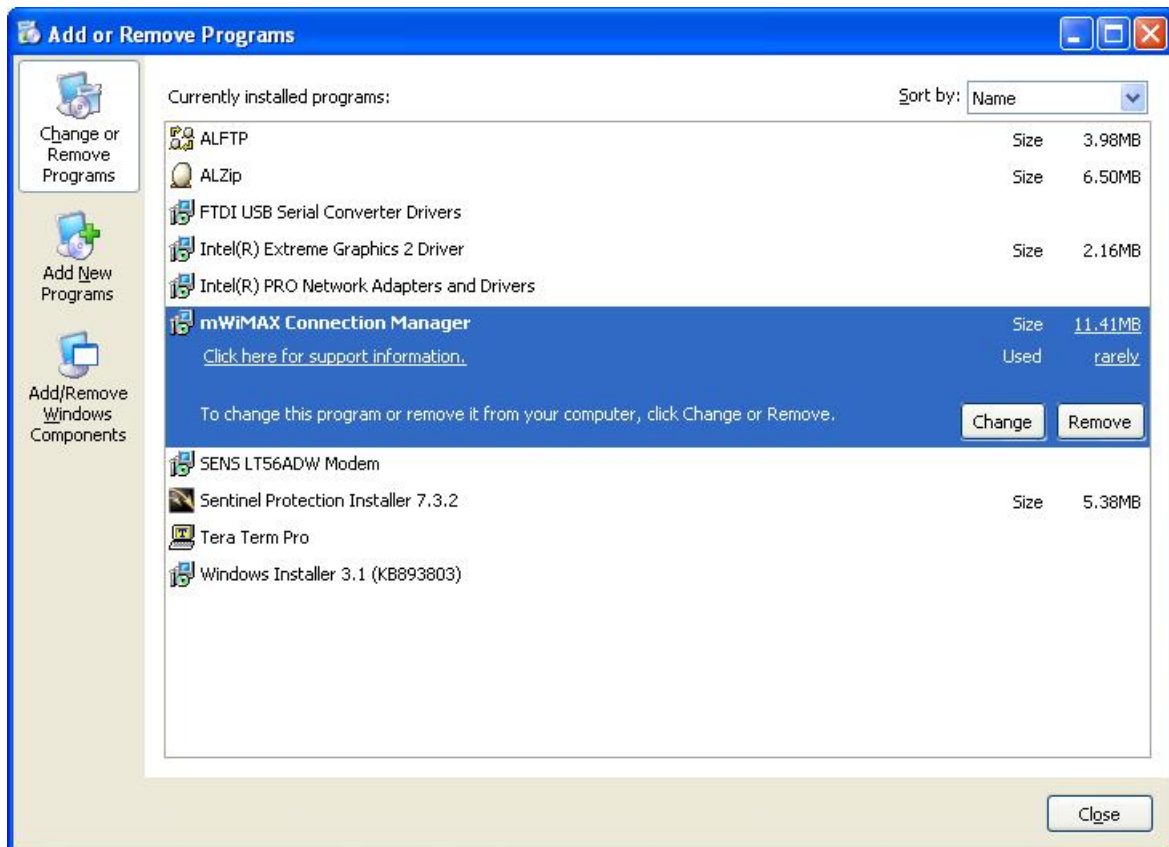 Add or Remove Programs
Change or
Remove
Programs
Add New
Programs
Add/Remove
Windows
Components
Currently installed programs:
Sort by: Name
ALFTP Size 3.98MB
ALZip Size 6.50MB
FTDI USB Serial Converter Drivers
Intel(R) Extreme Graphics 2 Driver Size 2.16MB
Intel(R) PRO Network Adapters and Drivers
mWiMAX Connection Manager Size 11.41MB
Click here for support information. Used rarely
To change this program or remove it from your computer, click Change or Remove. Change Remove
SENS LT56ADW Modem
Sentinel Protection Installer 7.3.2 Size 5.38MB
Tera Term Pro
Windows Installer 3.1 (KB893803)
Close